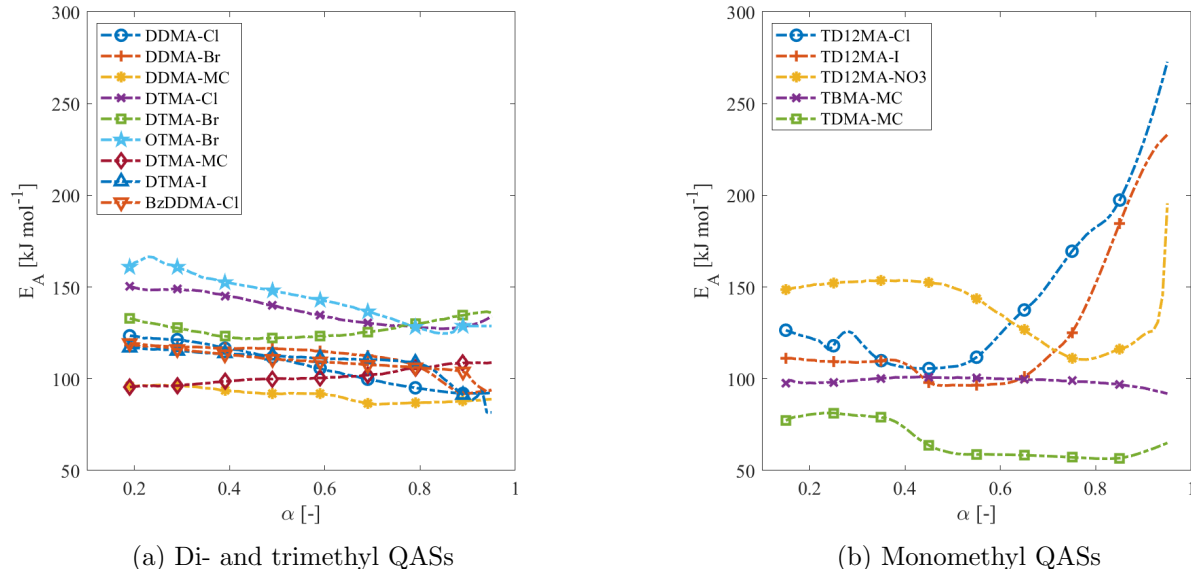 300
250
200
150
100
50
E_A [kJ mol⁻¹]
0.2
0.4
0.6
0.8
1
α [-]
DDMA-Cl
DDMA-Br
DDMA-MC
DTMA-Cl
DTMA-Br
OTMA-Br
DTMA-MC
DTMA-I
BzDDMA-Cl
(a) Di- and trimethyl QASs
300
250
200
150
100
50
E_A [kJ mol⁻¹]
0.2
0.4
0.6
0.8
1
α [-]
TD12MA-Cl
TD12MA-I
TD12MA-NO3
TBMA-MC
TDMA-MC
(b) Monomethyl QASs